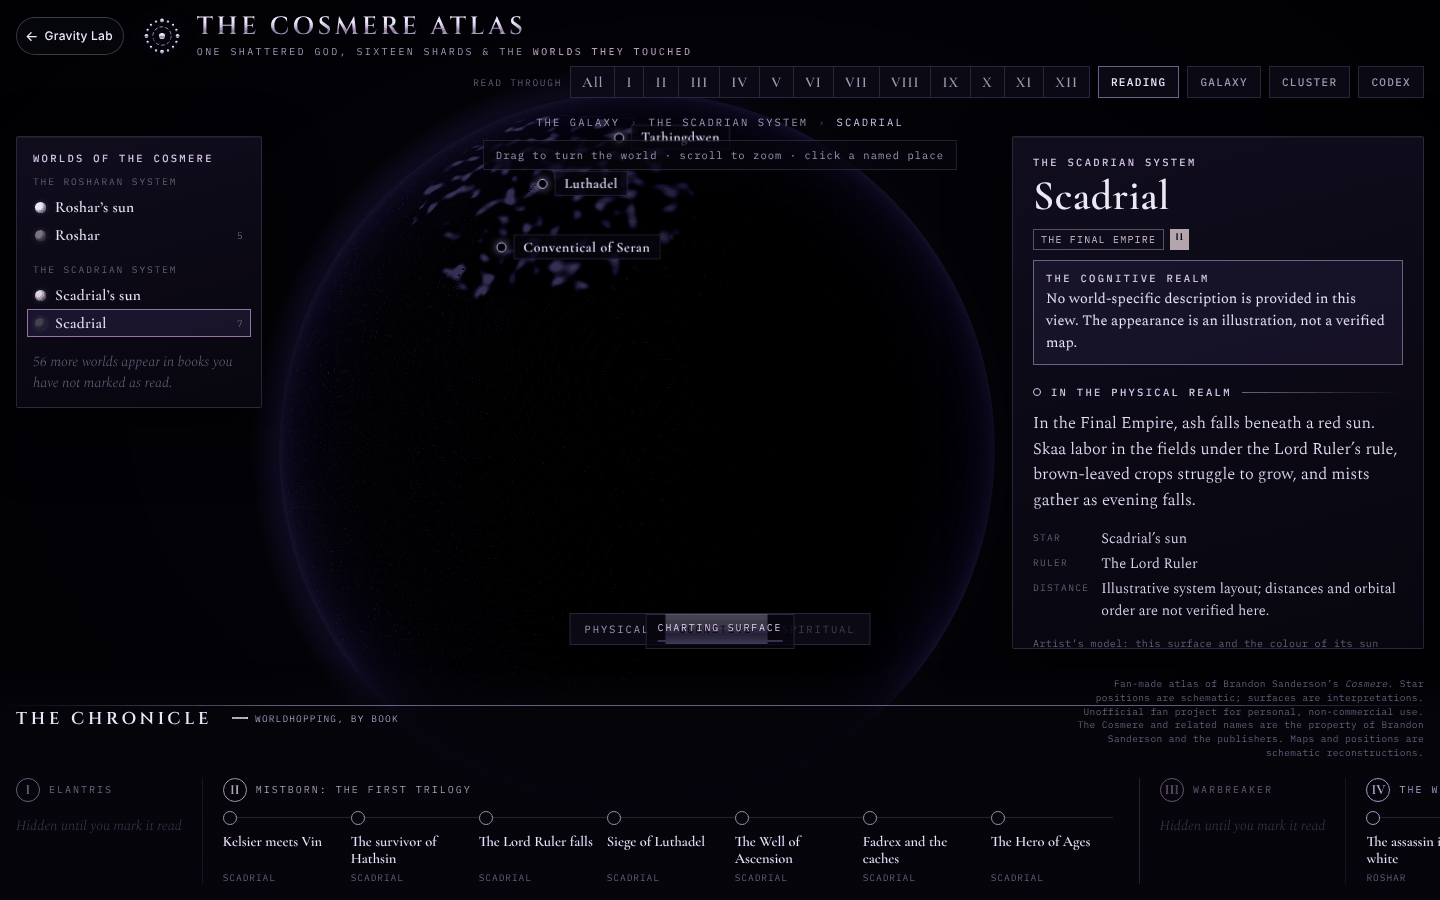 ← Gravity Lab
THE COSMERE ATLAS
ONE SHATTERED GOD, SIXTEEN SHARDS & THE WORLDS THEY TOUCHED
READ THROUGH All I II III IV V VI VII VIII IX X XI XII READING GALAXY CLUSTER CODEX
THE GALAXY › THE SCADRIAN SYSTEM › SCADRIAL
Tathingdwen
Drag to turn the world · scroll to zoom · click a named place
Luthadel
Conventical of Seran
WORLDS OF THE COSMERE
THE ROSHARAN SYSTEM
Roshar's sun
Roshar 5
THE SCADRIAN SYSTEM
Scadrial's sun
Scadrial 7
56 more worlds appear in books you
have not marked as read.
THE SCADRIAN SYSTEM
Scadrial
THE FINAL EMPIRE II
THE COGNITIVE REALM
No world-specific description is provided in this
view. The appearance is an illustration, not a verified
map.
IN THE PHYSICAL REALM
In the Final Empire, ash falls beneath a red sun.
Skaa labor in the fields under the Lord Ruler's rule,
brown-leaved crops struggle to grow, and mists
gather as evening falls.
STAR Scadrial's sun
RULER The Lord Ruler
DISTANCE Illustrative system layout; distances and orbital
order are not verified here.
Artist's model: this surface and the colour of its sun
PHYSICAL CHARTING SURFACE SPIRITUAL
Fan-made atlas of Brandon Sanderson's Cosmere. Star
positions are schematic; surfaces are interpretations.
Unofficial fan project for personal, non-commercial use.
The Cosmere and related names are the property of Brandon
Sanderson and the publishers. Maps and positions are
schematic reconstructions.
THE CHRONICLE — WORLDHOPPING, BY BOOK
I ELANTRIS
Hidden until you mark it read
II MISTBORN: THE FIRST TRILOGY
Kelsier meets Vin
SCADRIAL
The survivor of
Hathsin
SCADRIAL
The Lord Ruler falls
SCADRIAL
Siege of Luthadel
SCADRIAL
The Well of
Ascension
SCADRIAL
Fadrex and the
caches
SCADRIAL
The Hero of Ages
SCADRIAL
III WARBREAKER
Hidden until you mark it read
IV THE W
The assassin i
white
ROSHAR